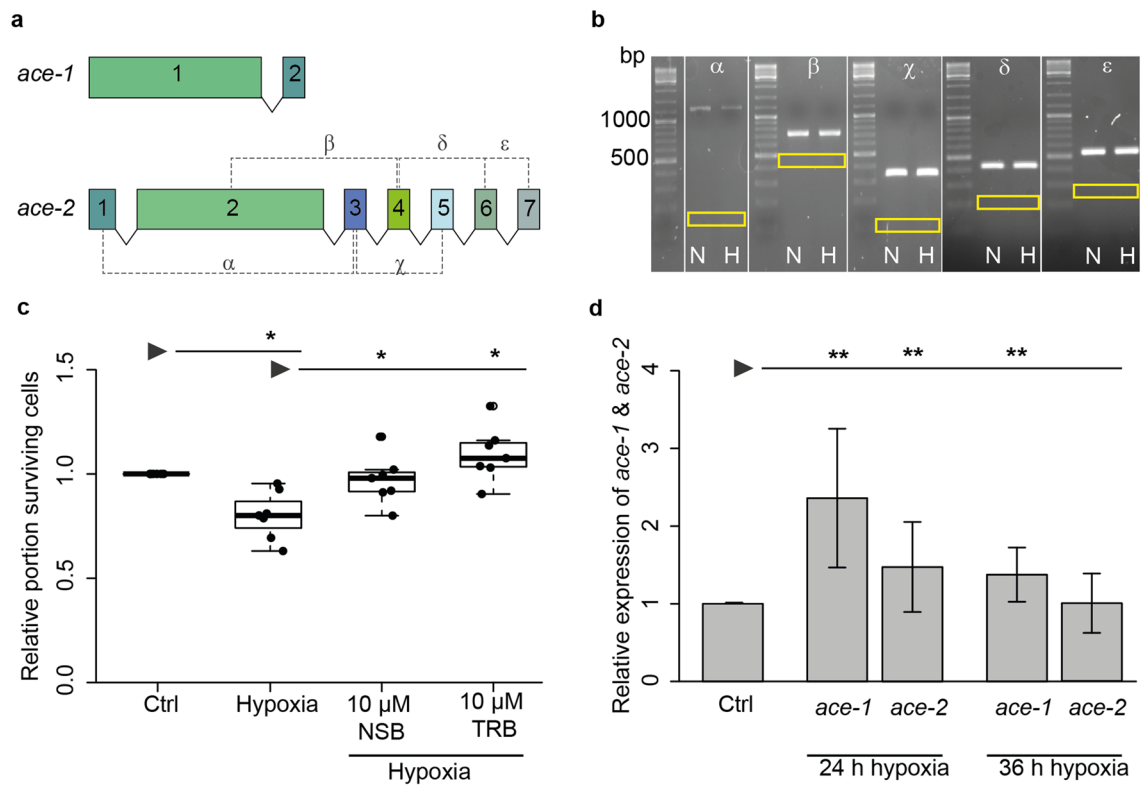 a
ace-1 1 2
β δ ε
ace-2 1 2 3 4 5 6 7
α χ
b
bp α β χ δ ε
1000
500
N H N H N H N H N H
c
Relative portion surviving cells
1.5
1.0
0.5
0.0
* * *
Ctrl Hypoxia 10 µM 10 µM
NSB TRB
Hypoxia
d
Relative expression of ace-1 & ace-2
4
3
2
1
0
** ** **
Ctrl ace-1 ace-2 ace-1 ace-2
24 h hypoxia 36 h hypoxia